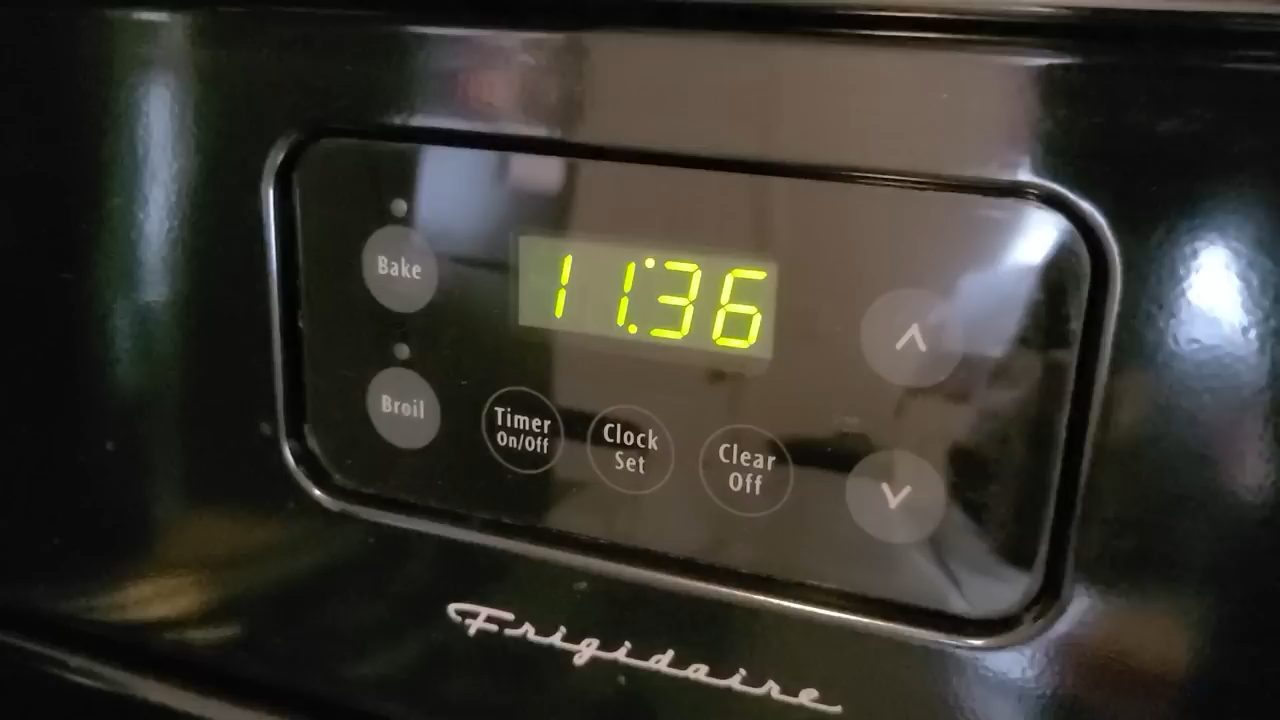 Bake
11:36
^
Broil
Timer
On/Off
Clock
Set
Clear
Off
Frigidaire